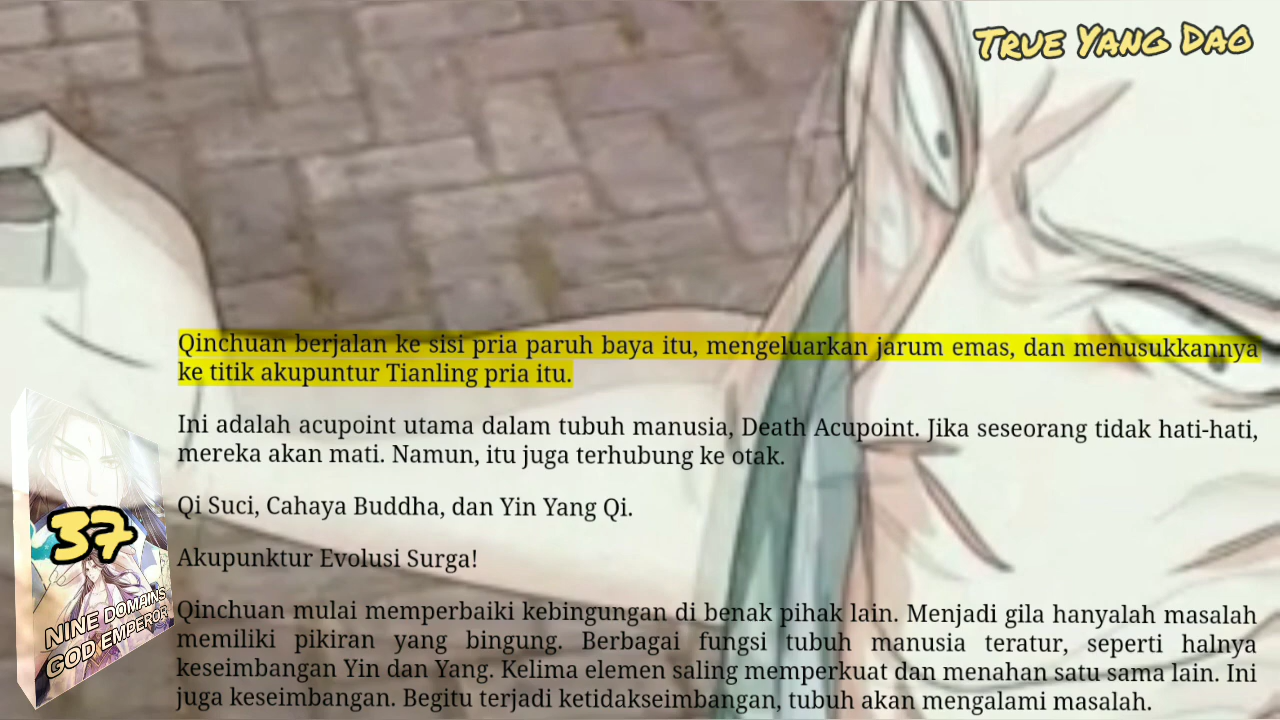 TRUE YANG DAO
Qinchuan berjalan ke sisi pria paruh baya itu, mengeluarkan jarum emas, dan menusukkannya
ke titik akupuntur Tianling pria itu.
Ini adalah acupoint utama dalam tubuh manusia, Death Acupoint. Jika seseorang tidak hati-hati,
mereka akan mati. Namun, itu juga terhubung ke otak.
Qi Suci, Cahaya Buddha, dan Yin Yang Qi.
Akupunktur Evolusi Surga!
Qinchuan mulai memperbaiki kebingungan di benak pihak lain. Menjadi gila hanyalah masalah
memiliki pikiran yang bingung. Berbagai fungsi tubuh manusia teratur, seperti halnya
keseimbangan Yin dan Yang. Kelima elemen saling memperkuat dan menahan satu sama lain. Ini
juga keseimbangan. Begitu terjadi ketidakseimbangan, tubuh akan mengalami masalah.
37
NINE DOMAINS
GOD EMPEROR